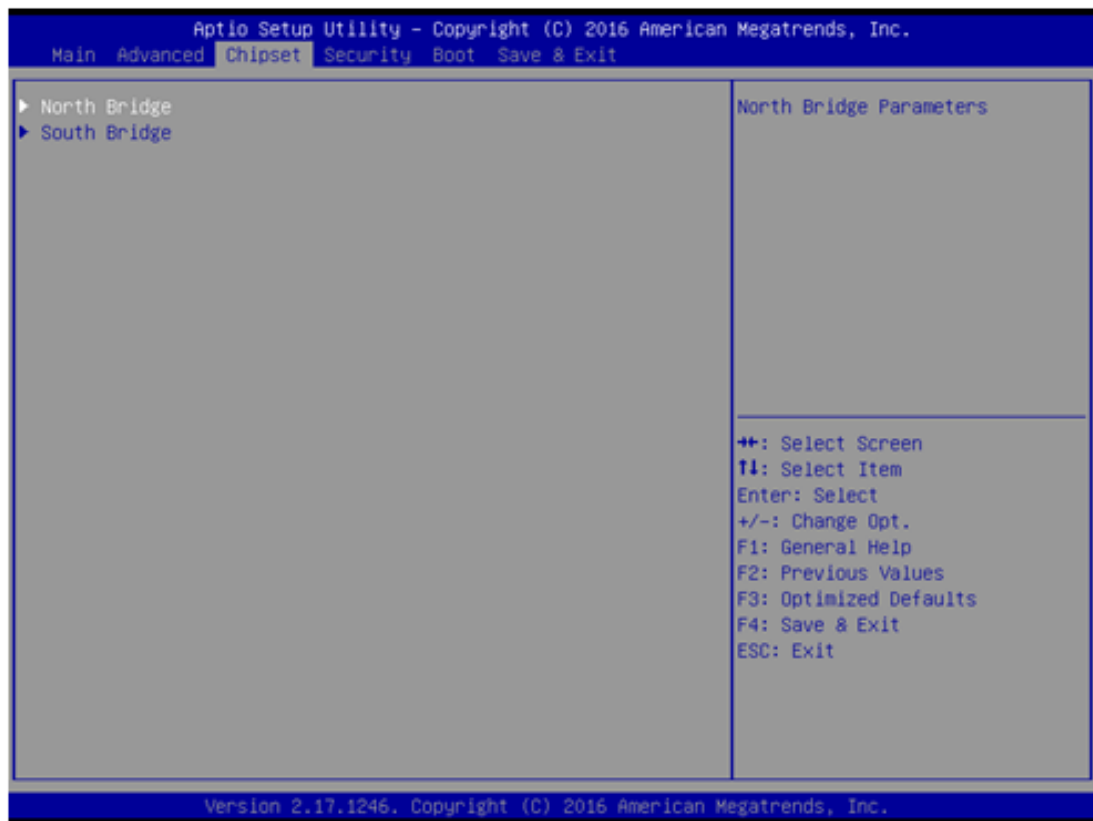 Aptio Setup Utility – Copyright (C) 2016 American Megatrends, Inc.
Main Advanced Chipset Security Boot Save & Exit
▶ North Bridge
▶ South Bridge
North Bridge Parameters
→←: Select Screen
↑↓: Select Item
Enter: Select
+/-: Change Opt.
F1: General Help
F2: Previous Values
F3: Optimized Defaults
F4: Save & Exit
ESC: Exit
Version 2.17.1246. Copyright (C) 2016 American Megatrends, Inc.